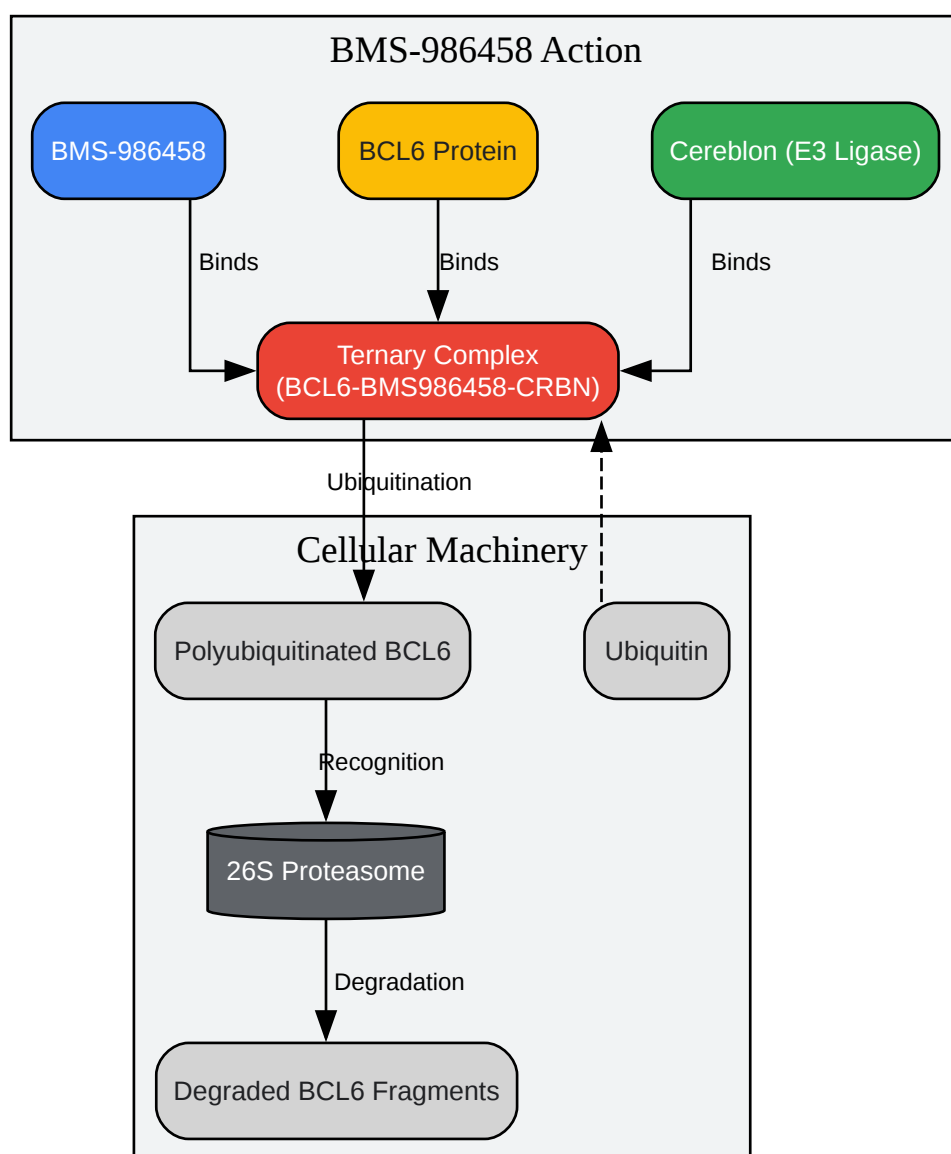 BMS-986458 Action
BMS-986458
BCL6 Protein
Cereblon (E3 Ligase)
Binds
Binds
Binds
Ternary Complex
(BCL6-BMS986458-CRBN)
Ubiquitination
Cellular Machinery
Polyubiquitinated BCL6
Ubiquitin
Recognition
26S Proteasome
Degradation
Degraded BCL6 Fragments